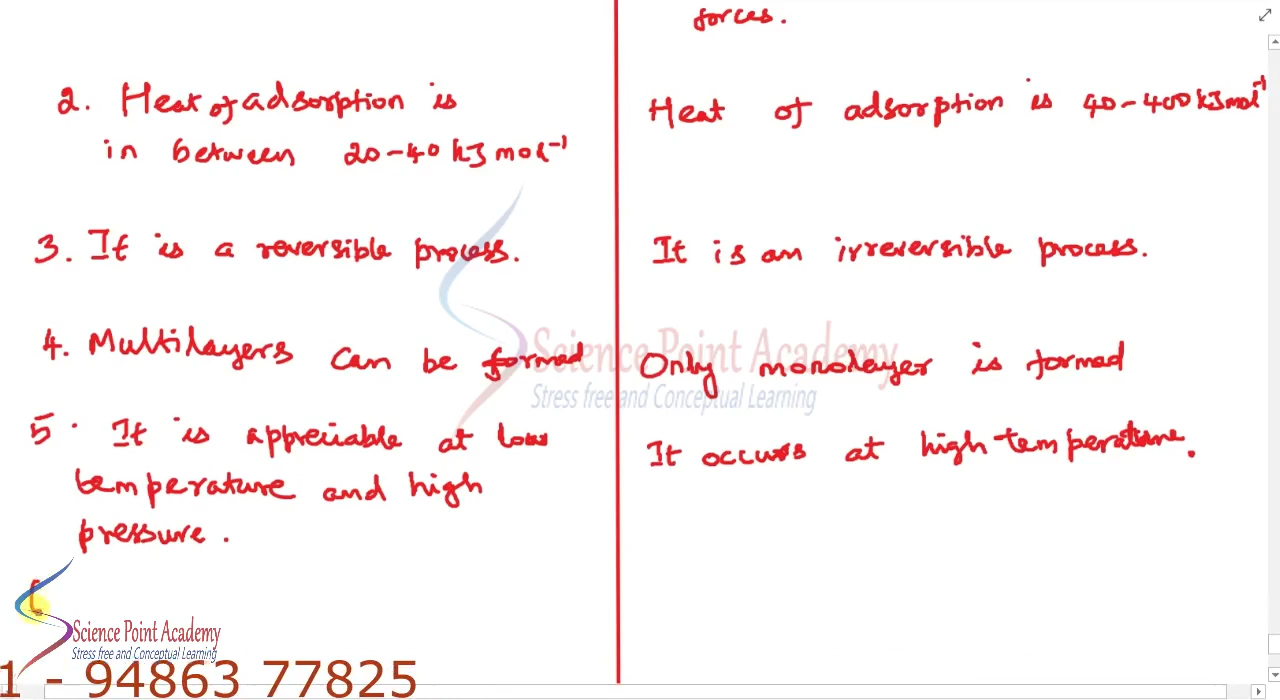 forces.
2. Heat of adsorption is
in between 20-40 kJ mol⁻¹
Heat of adsorption is 40-400 kJ mol⁻¹
3. It is a reversible process.
It is an irreversible process.
4. Multilayers can be formed
Only monolayer is formed
Science Point Academy
Stress free and Conceptual Learning
5. It is appreciable at low
temperature and high
pressure.
It occurs at high temperature.
Science Point Academy
Stress free and Conceptual Learning
1 - 94863 77825